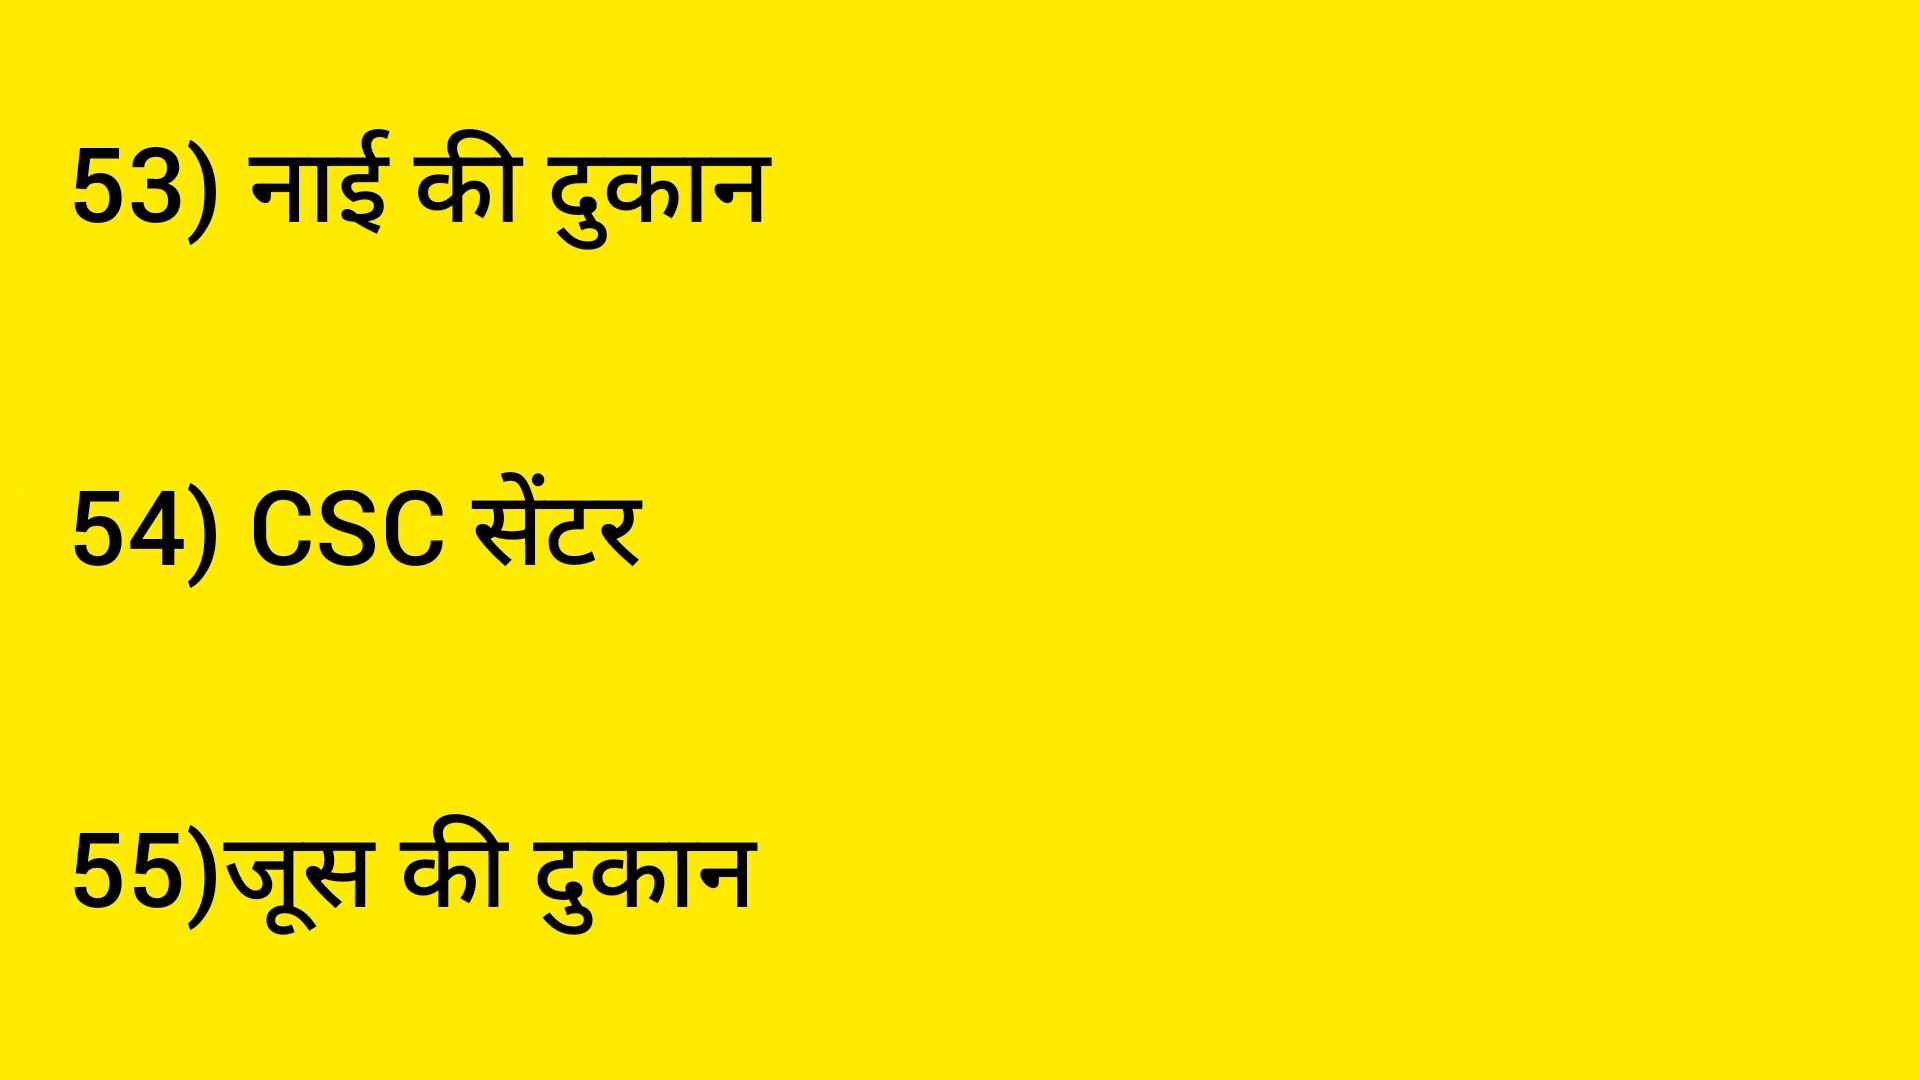 53) नाई की दुकान
54) CSC सेंटर
55)जूस की दुकान